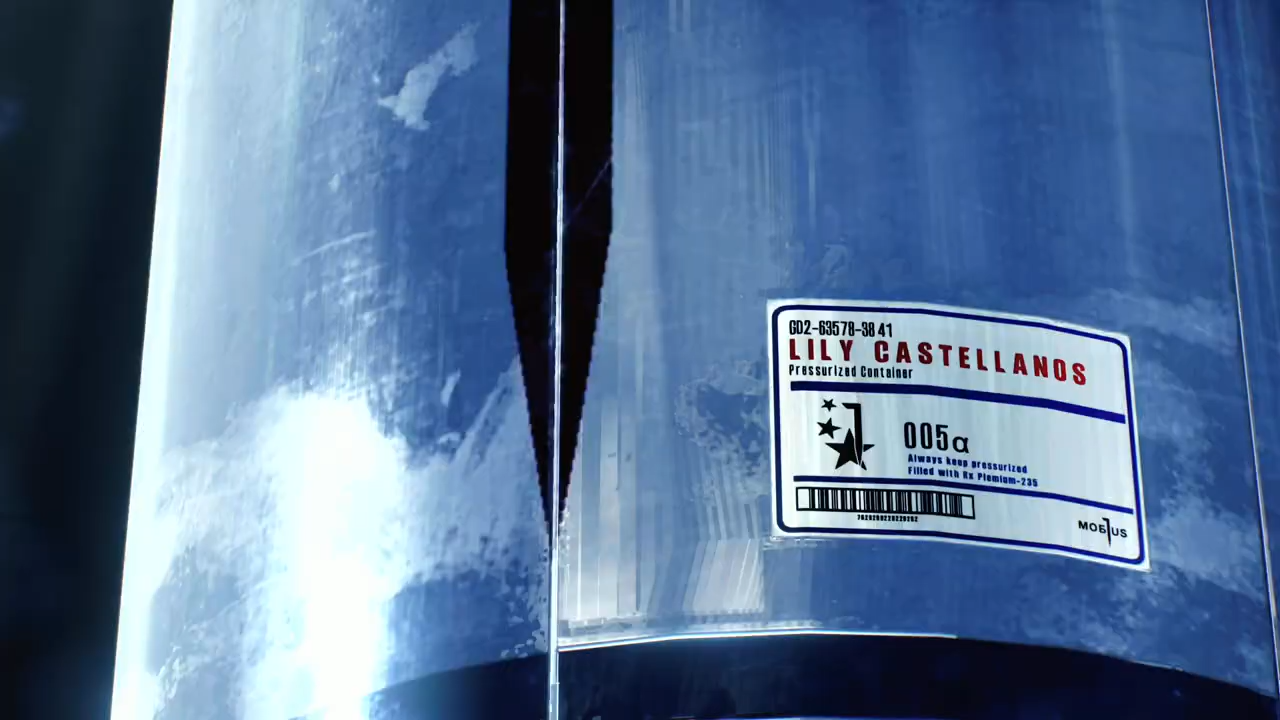 GD2-63578-38 41
LILY CASTELLANOS
Pressurized Container
005α
Always keep pressurized
Filled with Rx Plemium-235
MOBIUS